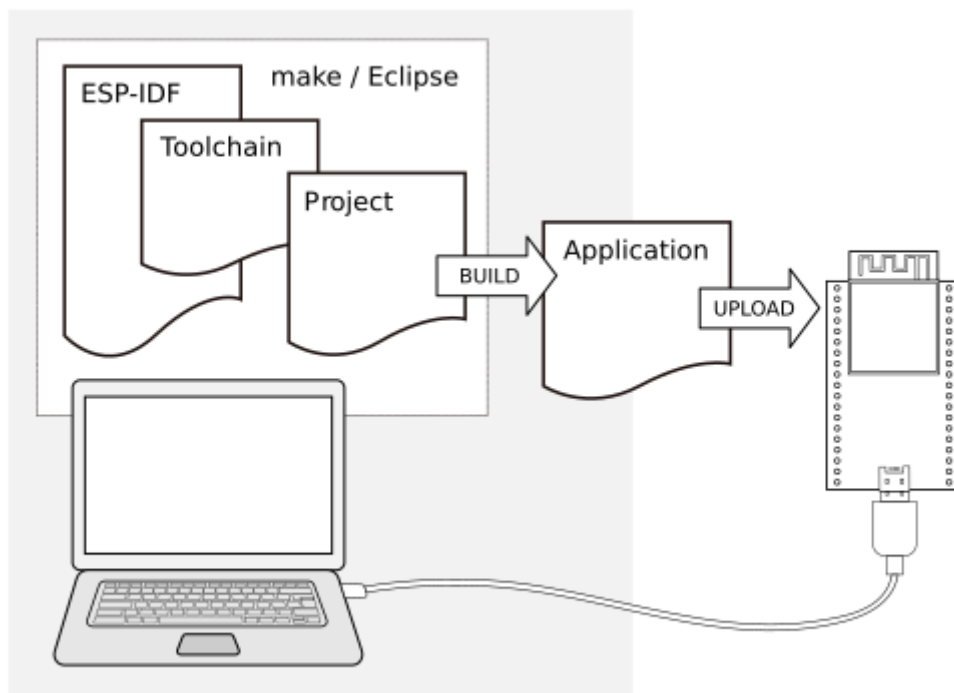 make / Eclipse
ESP-IDF
Toolchain
Project
BUILD
Application
UPLOAD